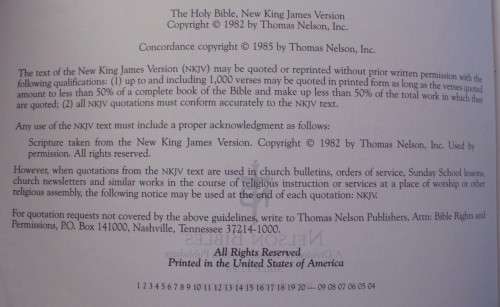 The Holy Bible, New King James Version
Copyright © 1982 by Thomas Nelson, Inc.
Concordance copyright © 1985 by Thomas Nelson, Inc.
The text of the New King James Version (NKJV) may be quoted or reprinted without prior written permission with the
following qualifications: (1) up to and including 1,000 verses may be quoted in printed form as long as the verses quoted
amount to less than 50% of a complete book of the Bible and make up less than 50% of the total work in which they
are quoted; (2) all NKJV quotations must conform accurately to the NKJV text.
Any use of the NKJV text must include a proper acknowledgment as follows:
Scripture taken from the New King James Version. Copyright © 1982 by Thomas Nelson, Inc. Used by
permission. All rights reserved.
However, when quotations from the NKJV text are used in church bulletins, orders of service, Sunday School lessons,
church newsletters and similar works in the course of religious instruction or services at a place of worship or other
religious assembly, the following notice may be used at the end of each quotation: NKJV.
For quotation requests not covered by the above guidelines, write to Thomas Nelson Publishers, Attn: Bible Rights and
Permissions, P.O. Box 141000, Nashville, Tennessee 37214-1000.
NELSON BIBLES
All Rights Reserved
Printed in the United States of America
1 2 3 4 5 6 7 8 9 10 11 12 13 14 15 16 17 18 19 20 — 09 08 07 06 05 04